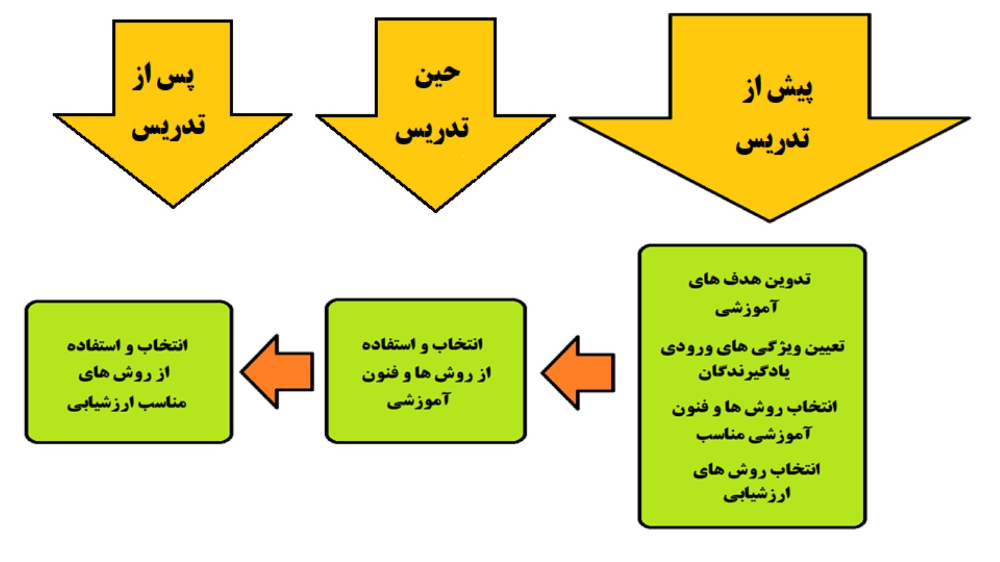 پیش از
تدریس
حین
تدریس
پس از
تدریس
تدوین هدف های
آموزشی
تعیین ویژگی های ورودی
یادگیرندگان
انتخاب روش ها و فنون
آموزشی مناسب
انتخاب روش های
ارزشیابی
انتخاب و استفاده
از روش ها و فنون
آموزشی
انتخاب و استفاده
از روش های
مناسب ارزشیابی